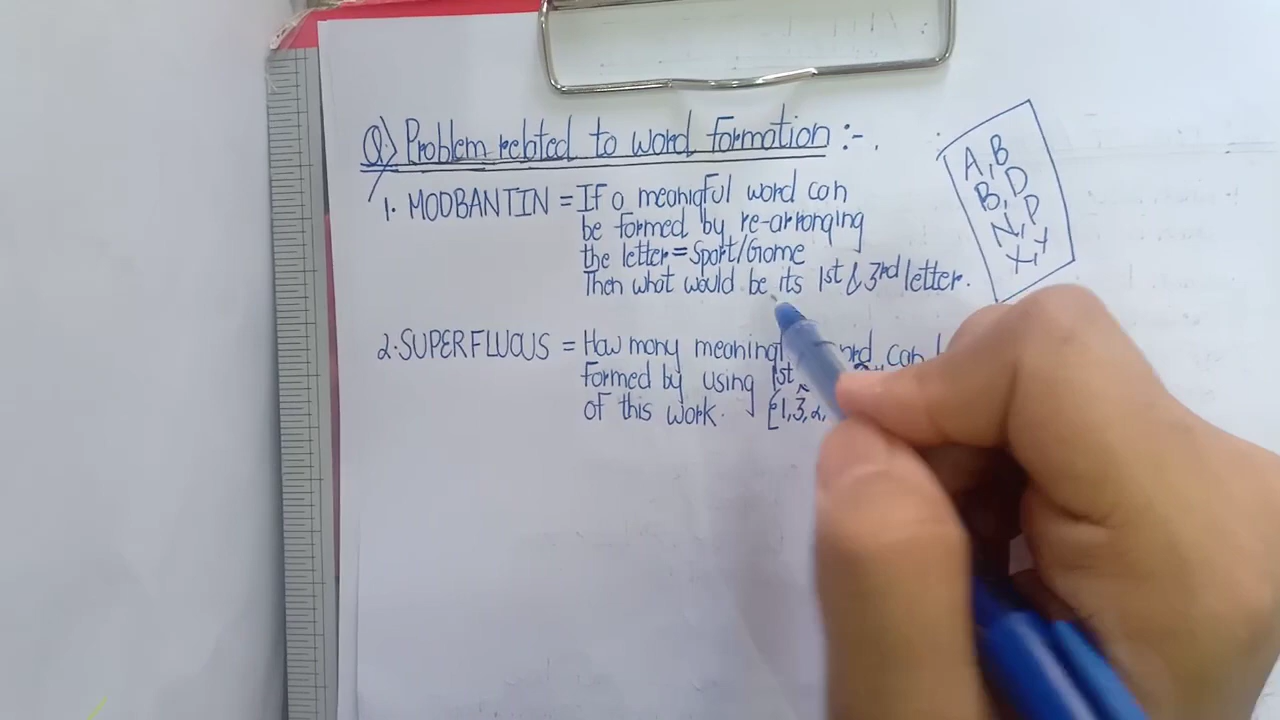 Q) Problem related to word formation :-.
1. MODBANTIN = If a meanigful word can
be formed by re-arranging
the letter = Sport/Game
Then what would be its 1st & 3rd letter.
2. SUPERFLUOUS = How many can
formed by using 1st
of this work. [1,3,
A, B
B, D
N, P
X, Y